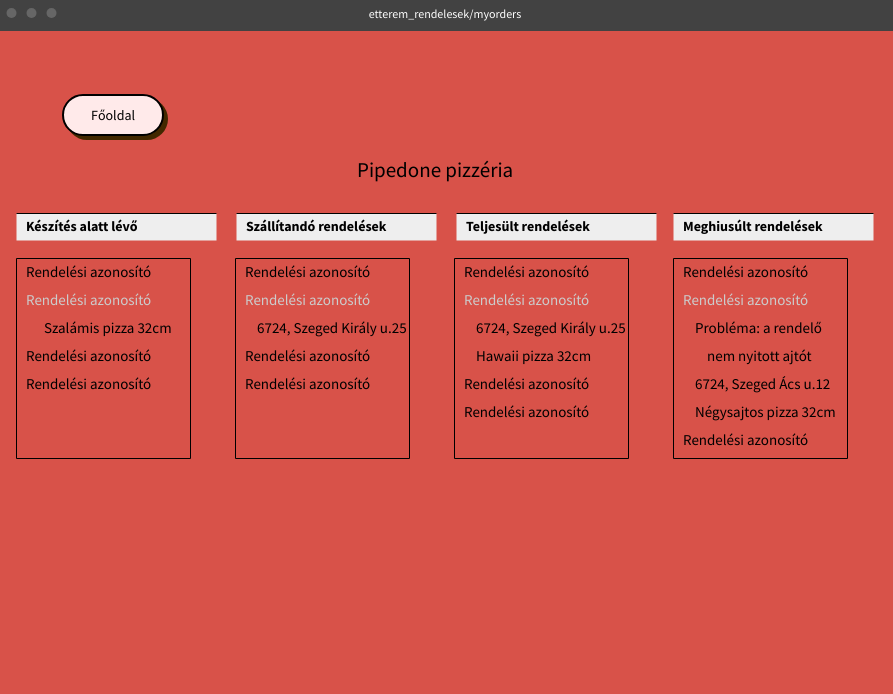 etterem_rendelesek/myorders
Főoldal
Pipedone pizzéria
Készítés alatt lévő
Rendelési azonosító
Rendelési azonosító
Szalámis pizza 32cm
Rendelési azonosító
Rendelési azonosító
Szállítandó rendelések
Rendelési azonosító
Rendelési azonosító
6724, Szeged Király u.25
Rendelési azonosító
Rendelési azonosító
Teljesült rendelések
Rendelési azonosító
Rendelési azonosító
6724, Szeged Király u.25
Hawaii pizza 32cm
Rendelési azonosító
Rendelési azonosító
Meghiusúlt rendelések
Rendelési azonosító
Rendelési azonosító
Probléma: a rendelő
nem nyitott ajtót
6724, Szeged Ács u.12
Négysajtos pizza 32cm
Rendelési azonosító